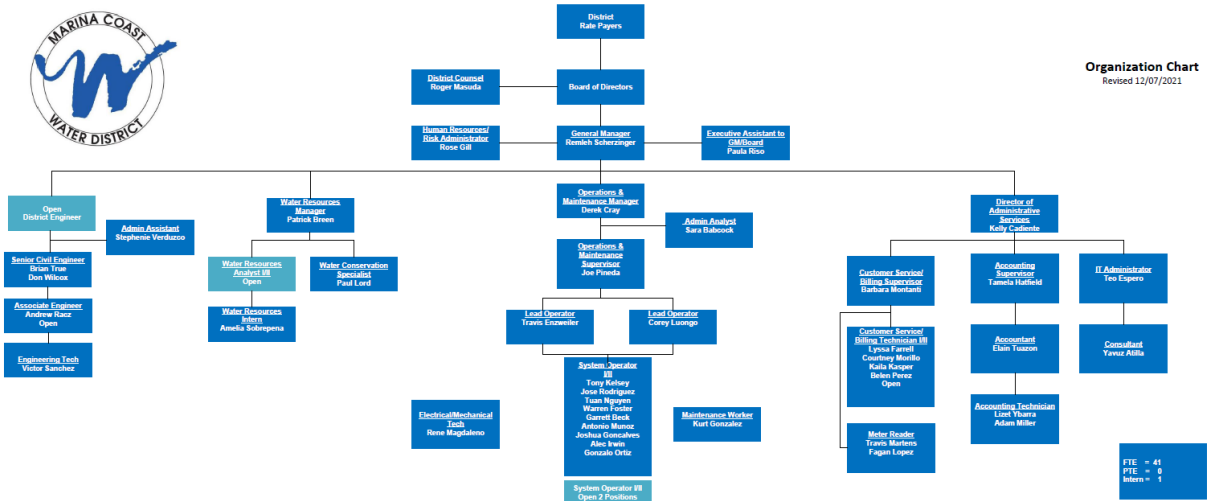 MARINA COAST
WATER DISTRICT
District
Rate Payers
Organization Chart
Revised 12/07/2021
District Counsel
Roger Masuda
Board of Directors
Human Resources/
Risk Administrator
Rose Gill
General Manager
Remleh Scherzinger
Executive Assistant to
GM/Board
Paula Riso
Open
District Engineer
Admin Assistant
Stephenie Verduzco
Senior Civil Engineer
Brian True
Don Wilcox
Associate Engineer
Andrew Racz
Open
Engineering Tech
Victor Sanchez
Water Resources
Manager
Patrick Breen
Water Resources
Analyst I/II
Open
Water Conservation
Specialist
Paul Lord
Water Resources
Intern
Amelia Sobrepena
Operations &
Maintenance Manager
Derek Cray
Admin Analyst
Sara Babcock
Operations &
Maintenance
Supervisor
Joe Pineda
Lead Operator
Travis Enzweiler
Lead Operator
Corey Luongo
System Operator
I/II
Tony Kelsey
Jose Rodriguez
Tuan Nguyen
Warren Foster
Garrett Beck
Antonio Munoz
Joshua Goncalves
Alec Irwin
Gonzalo Ortiz
System Operator I/II
Open 2 Positions
Electrical/Mechanical
Tech
Rene Magdaleno
Maintenance Worker
Kurt Gonzalez
Director of
Administrative
Services
Kelly Cadiente
Customer Service/
Billing Supervisor
Barbara Montanti
Customer Service/
Billing Technician I/II
Lyssa Farrell
Courtney Morillo
Kaila Kasper
Belen Perez
Open
Meter Reader
Travis Martens
Fagan Lopez
Accounting
Supervisor
Tamela Hatfield
Accountant
Elain Tuazon
Accounting Technician
Lizet Ybarra
Adam Miller
IT Administrator
Teo Espero
Consultant
Yavuz Atilla
FTE = 41
PTE = 0
Intern = 1